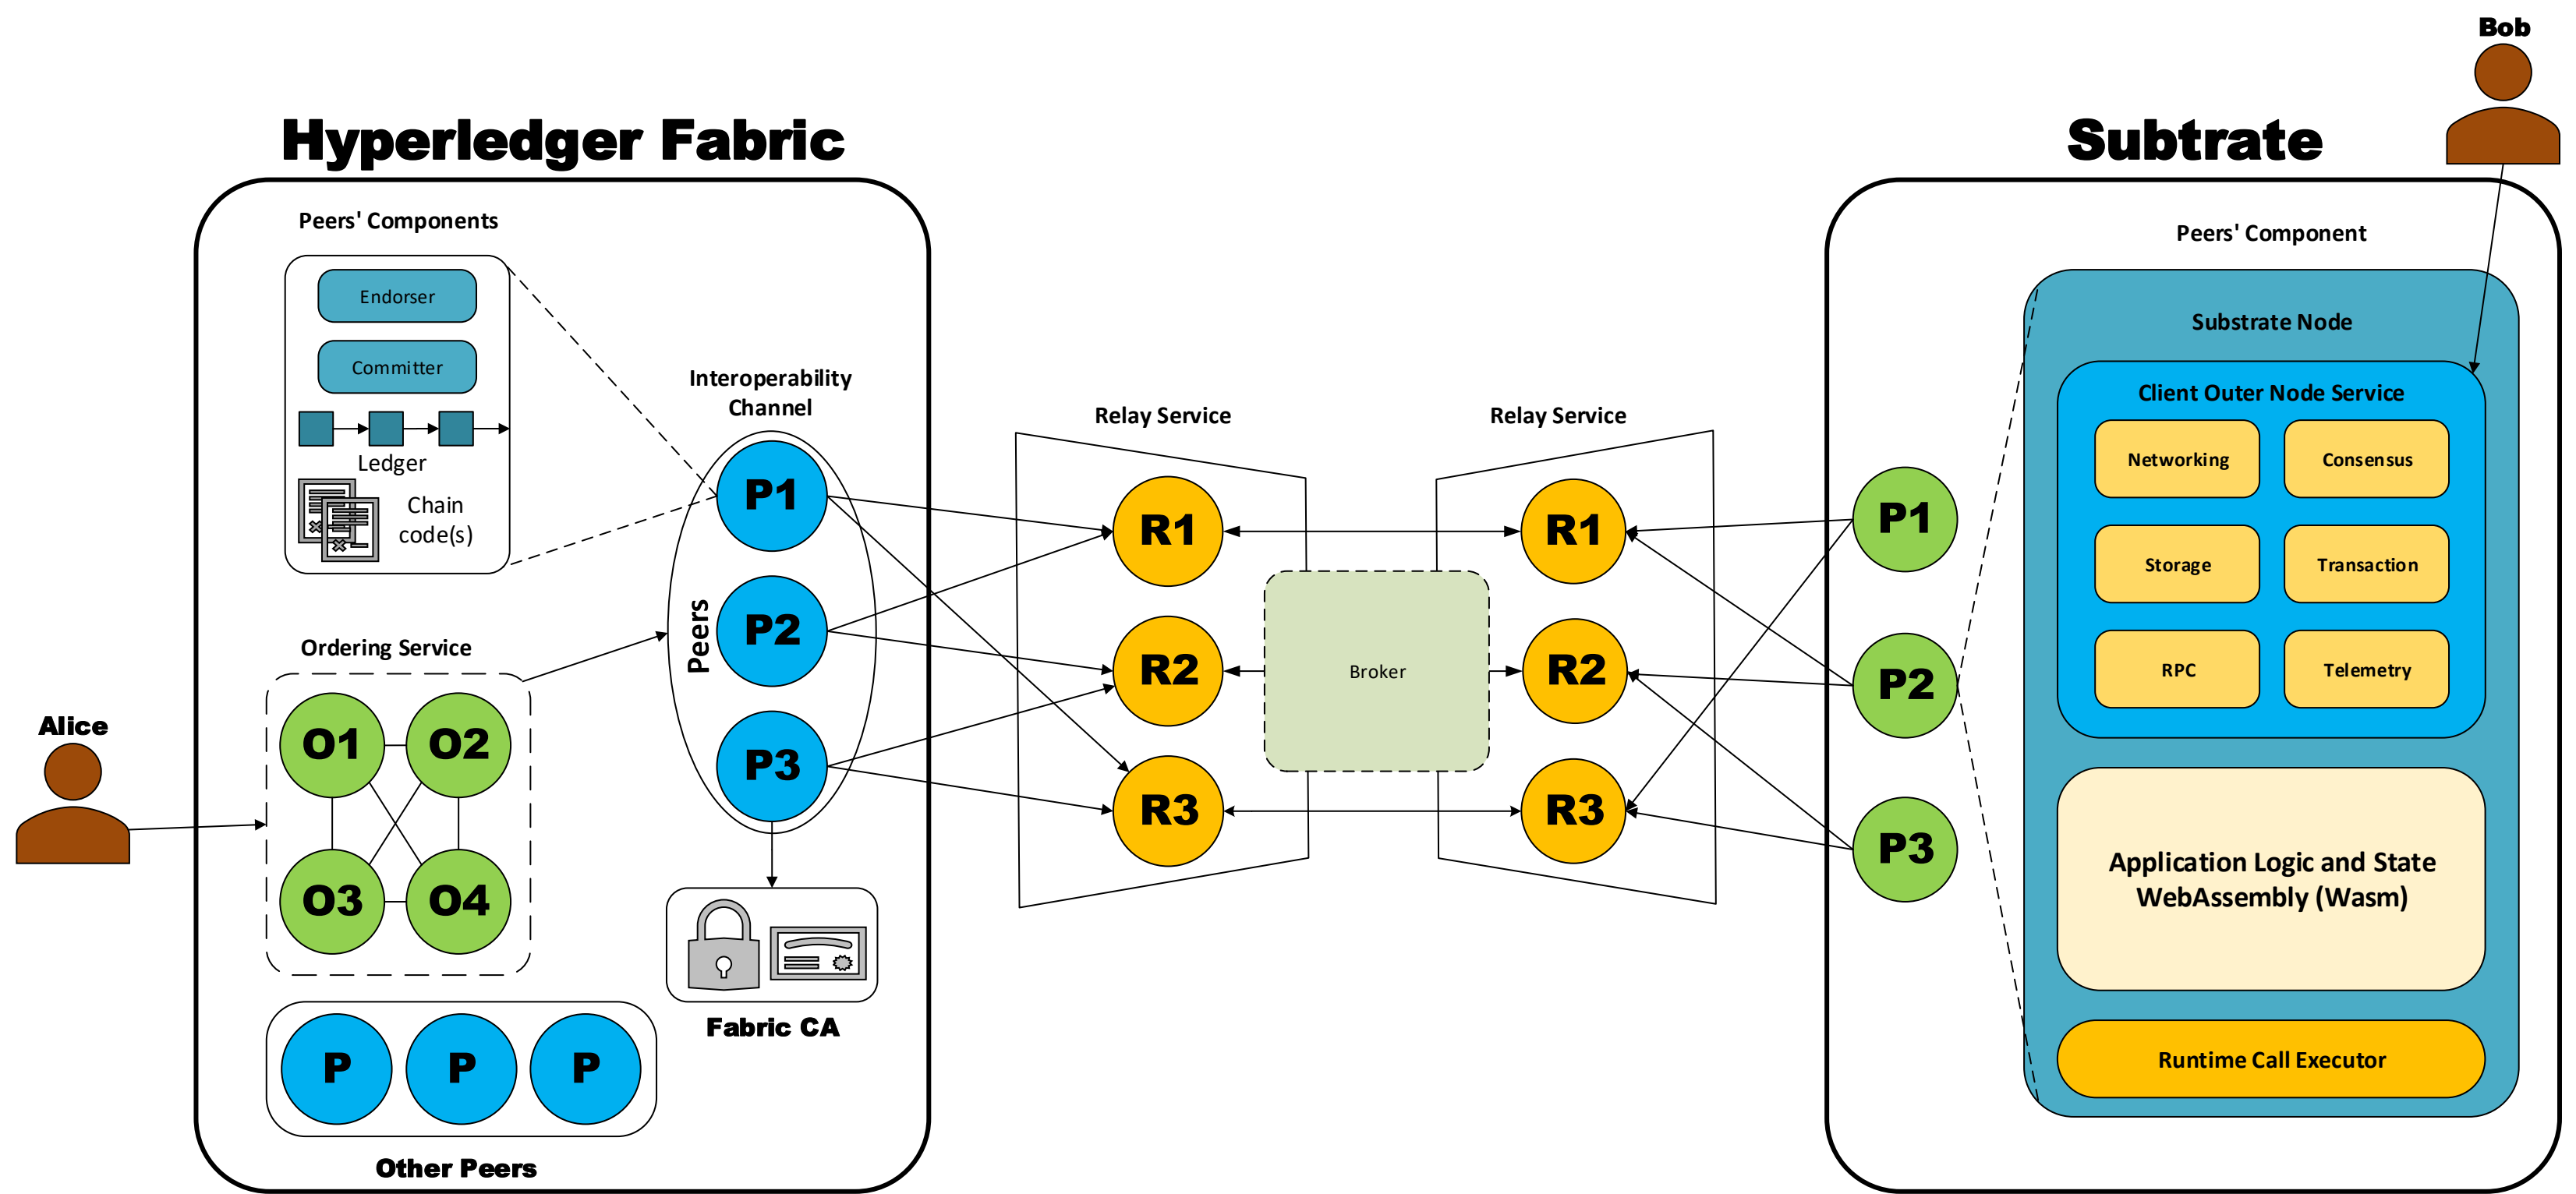 Bob
Hyperledger Fabric
Subtrate
Peers' Components
Endorser
Committer
Ledger
Chain
code(s)
Interoperability
Channel
Peers
P1
P2
P3
Ordering Service
O1
O2
O3
O4
Alice
Fabric CA
P
P
P
Other Peers
Relay Service
R1
R2
R3
Broker
Relay Service
R1
R2
R3
P1
P2
P3
Peers' Component
Substrate Node
Client Outer Node Service
Networking
Consensus
Storage
Transaction
RPC
Telemetry
Application Logic and State
WebAssembly (Wasm)
Runtime Call Executor